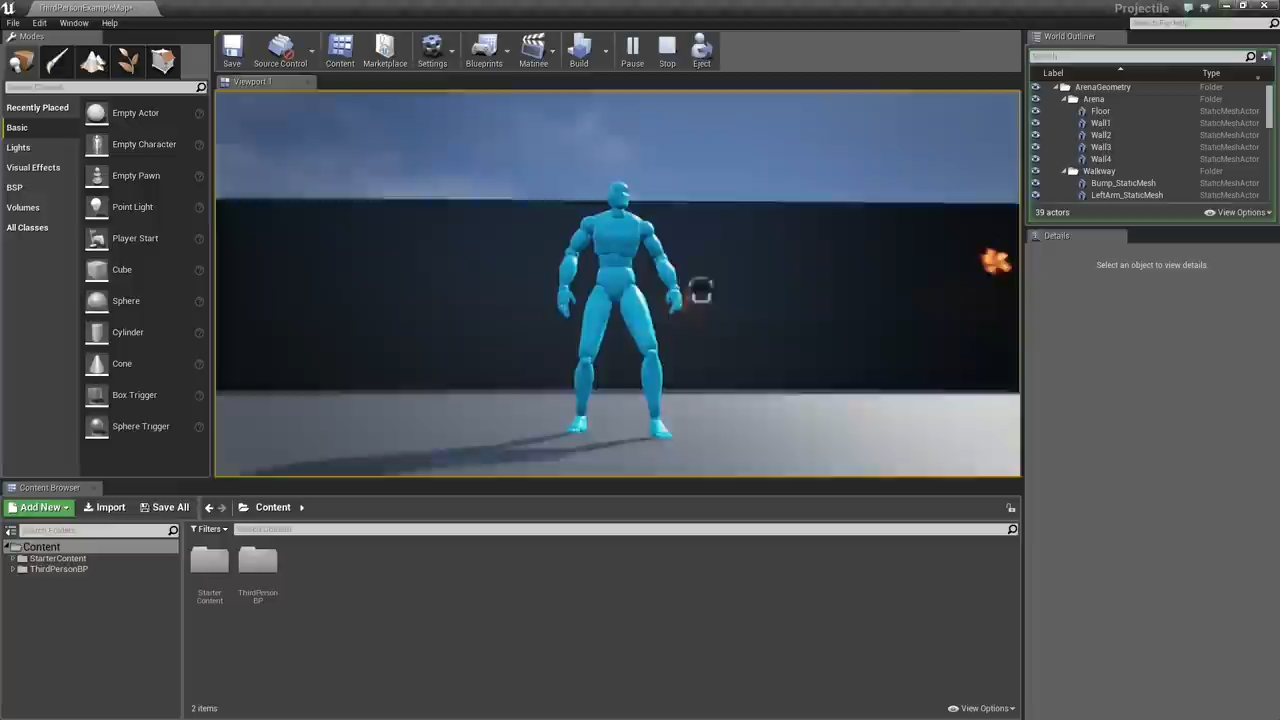 ThirdPersonExampleMap*
Projectile
File Edit Window Help
Modes
Save Source Control Content Marketplace Settings Blueprints Matinee Build Pause Stop Eject
Viewport 1
Recently Placed
Basic
Lights
Visual Effects
BSP
Volumes
All Classes
Empty Actor
Empty Character
Empty Pawn
Point Light
Player Start
Cube
Sphere
Cylinder
Cone
Box Trigger
Sphere Trigger
World Outliner
Search
Label Type
ArenaGeometry Folder
Arena Folder
Floor StaticMeshActor
Wall1 StaticMeshActor
Wall2 StaticMeshActor
Wall3 StaticMeshActor
Wall4 StaticMeshActor
Walkway Folder
Bump_StaticMesh StaticMeshActor
LeftArm_StaticMesh StaticMeshActor
39 actors View Options
Details
Select an object to view details.
Content Browser
Add New Import Save All Content
Search Folders
Filters Search Content
Content
StarterContent
ThirdPersonBP
Starter
Content
ThirdPerson
BP
2 items View Options